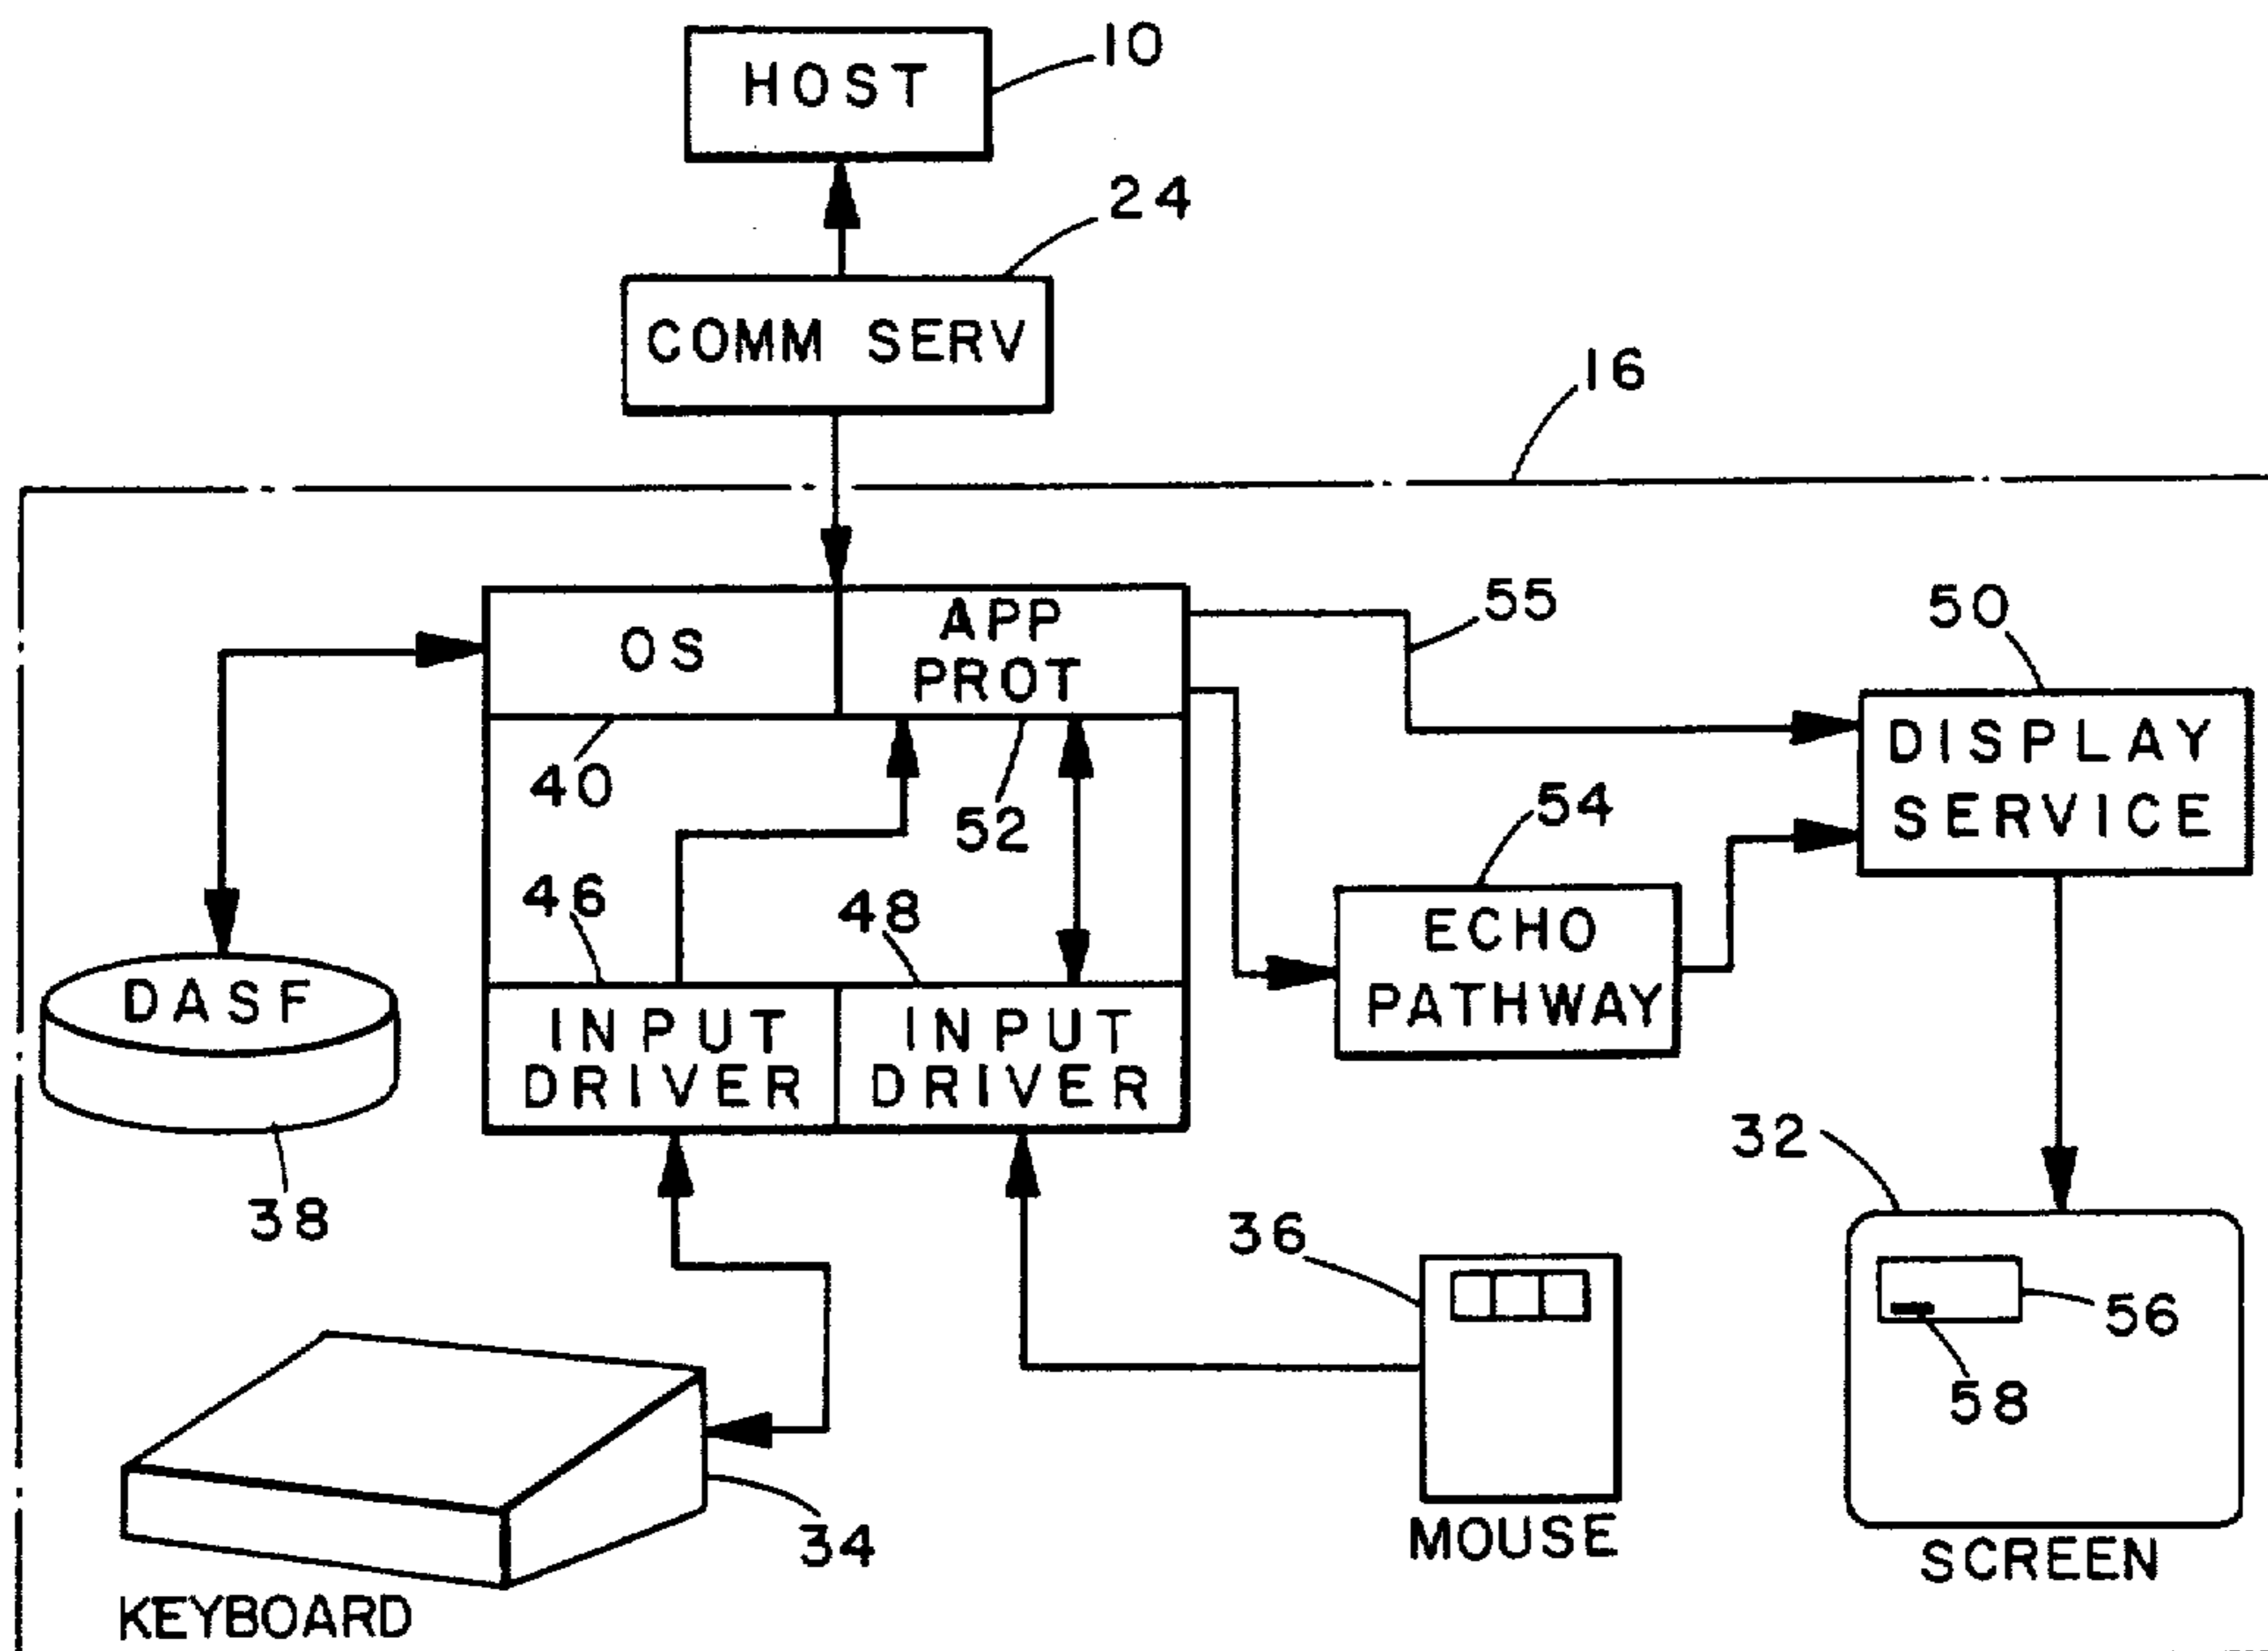 HOST
10
24
COMM SERV
16
OS
APP
PROT
55
50
DISPLAY
SERVICE
40
52
54
46
48
ECHO
PATHWAY
DASF
INPUT
DRIVER
INPUT
DRIVER
38
32
36
56
58
34
MOUSE
SCREEN
KEYBOARD